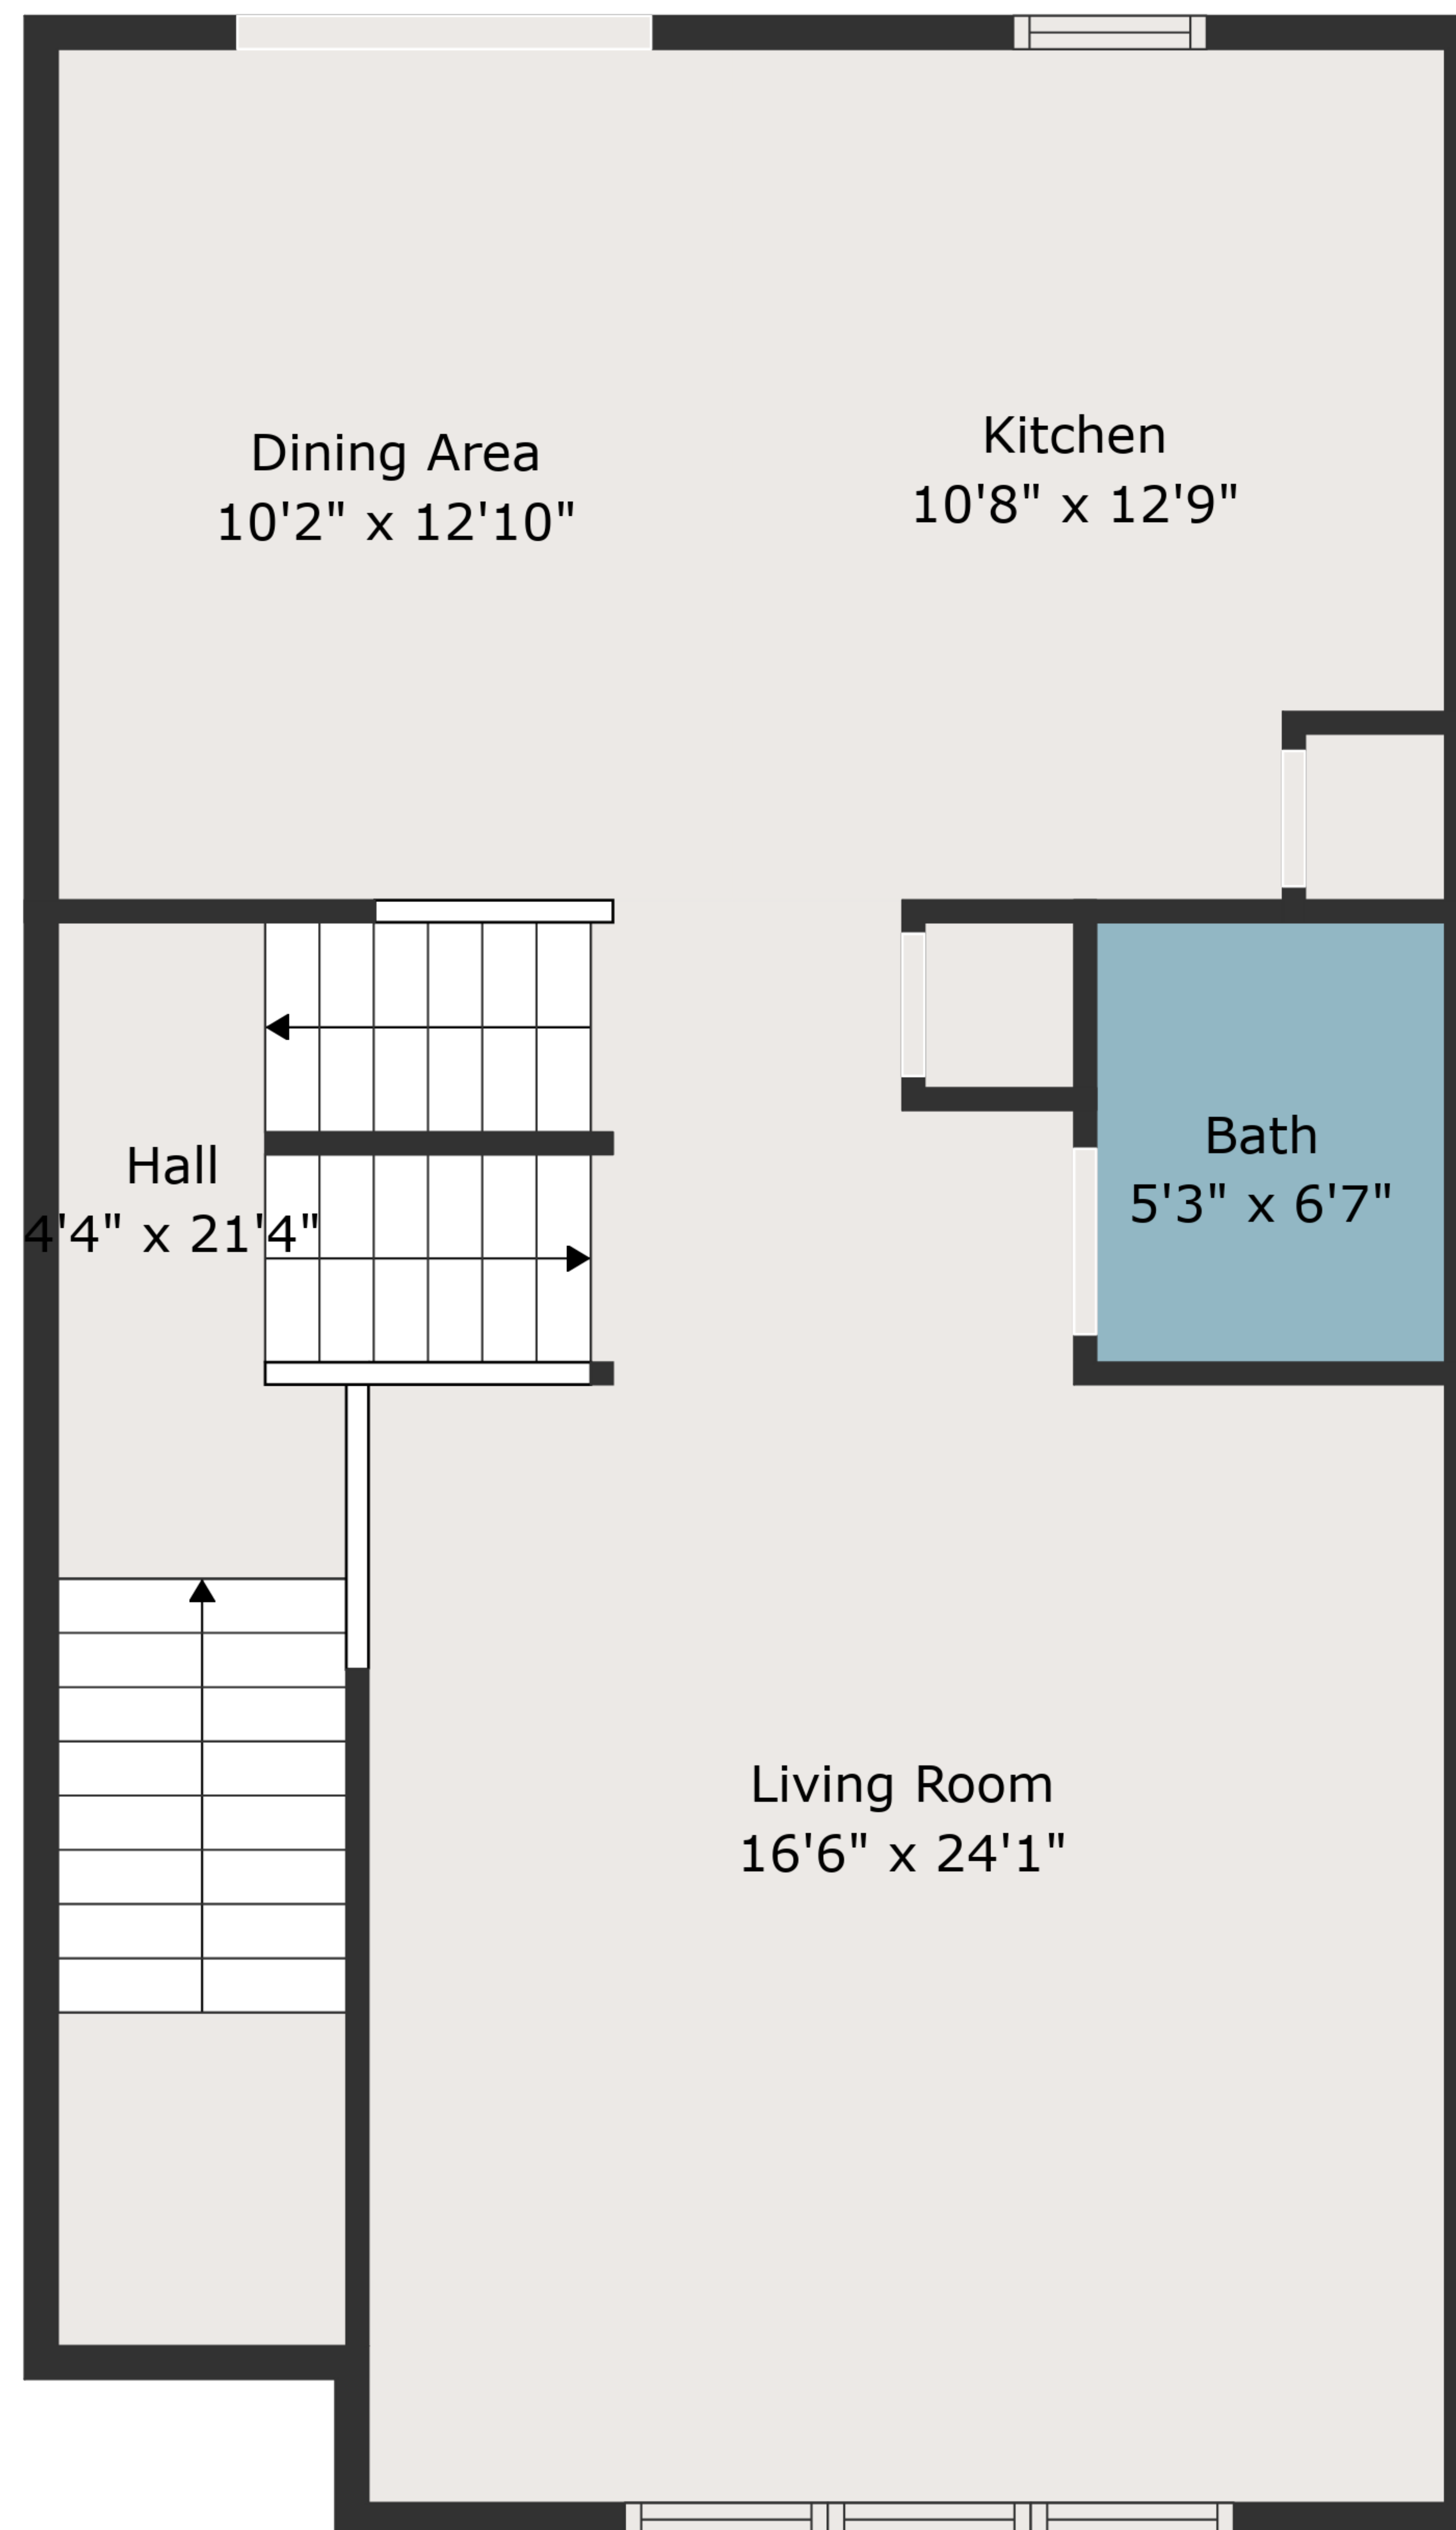 Dining Area
10'2" x 12'10"
Kitchen
10'8" x 12'9"
Hall
4'4" x 21'4"
Bath
5'3" x 6'7"
Living Room
16'6" x 24'1"